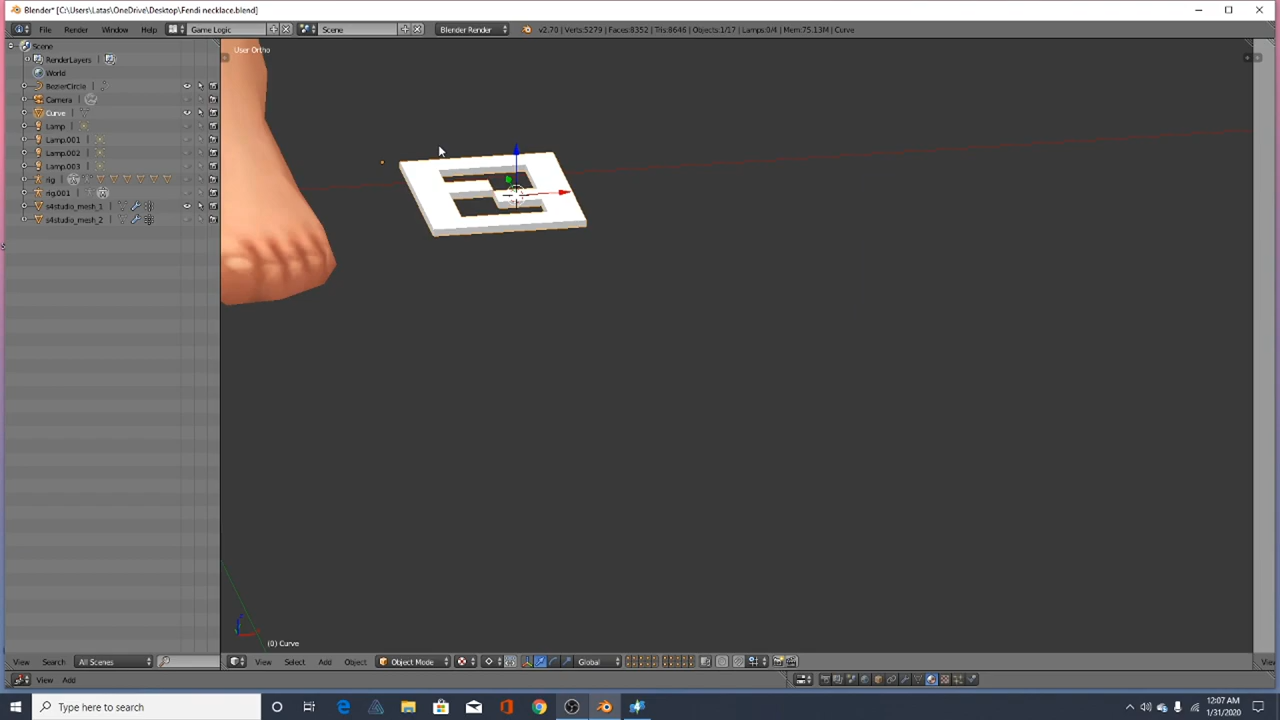 Blender* [C:\Users\Latas\OneDrive\Desktop\Fendi necklace.blend]
File Render Window Help Game Logic Scene Blender Render v2.70 | Verts:5279 | Faces:8352 | Tris:8646 | Objects:1/17 | Lamps:0/4 | Mem:75.13M | Curve
Scene
RenderLayers
World
BezierCircle
Camera
Curve
Lamp
Lamp.001
Lamp.002
Lamp.003
rig
rig.001
s4studio_mesh_1
s4studio_mesh_2
User Ortho
(0) Curve
View Search All Scenes
View Select Add Object Object Mode Global
View Add
Type here to search
12:07 AM
1/31/2020